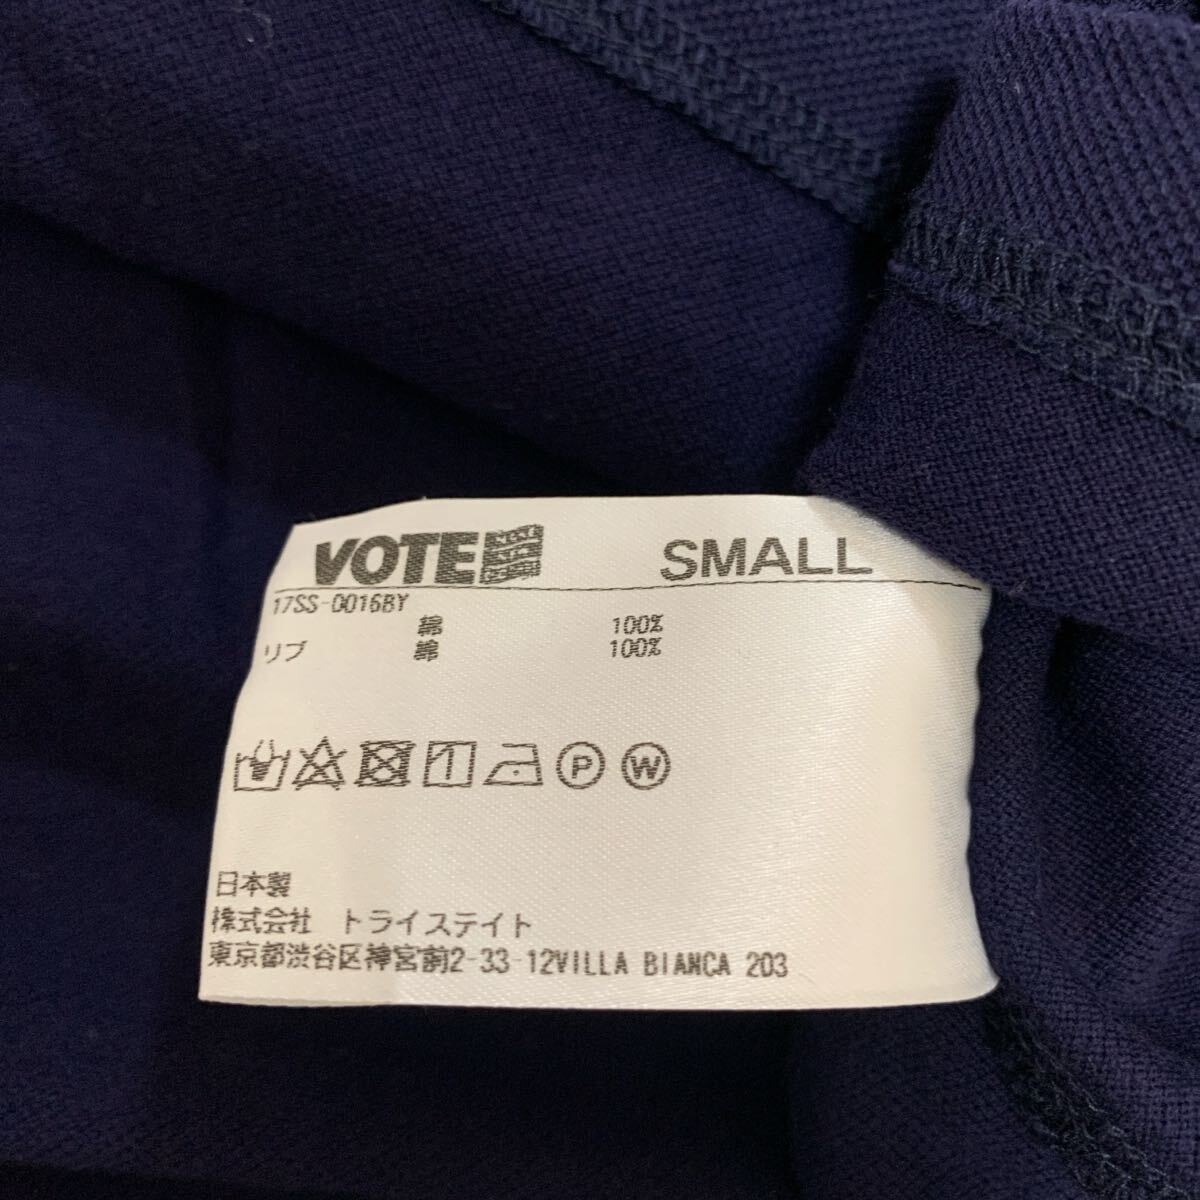 VOTE SMALL
17SS-0016BY
綿 100%
リブ 綿 100%
P W
日本製
株式会社 トライステイト
東京都渋谷区神宮前2-33-12VILLA BIANCA 203